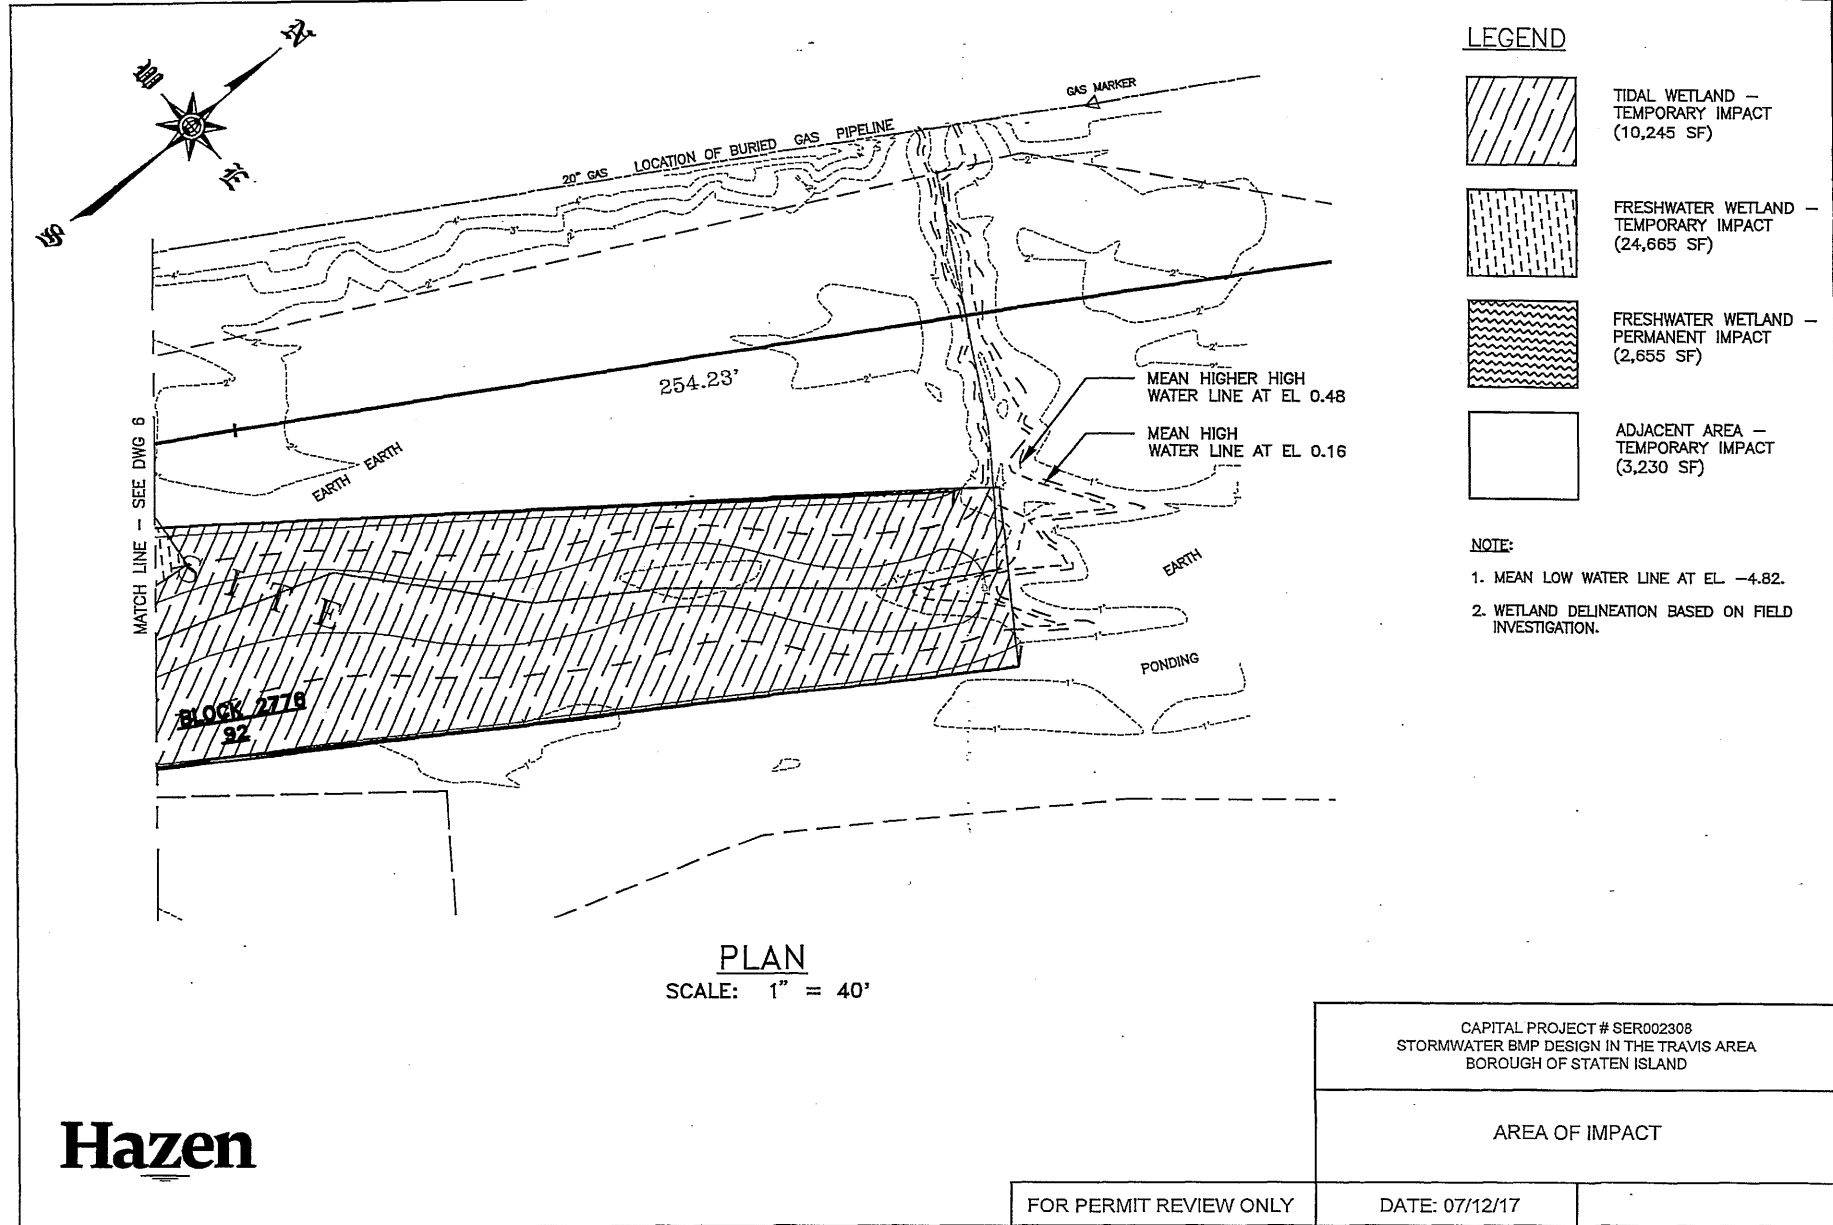 N
W
E
S
GAS MARKER
20" GAS LOCATION OF BURIED GAS PIPELINE
254.23'
MATCH LINE - SEE DWG 6
EARTH
EARTH
SITE
BLOCK 2776
92
MEAN HIGHER HIGH
WATER LINE AT EL 0.48
MEAN HIGH
WATER LINE AT EL 0.16
EARTH
PONDING
PLAN
SCALE: 1" = 40'
LEGEND
TIDAL WETLAND -
TEMPORARY IMPACT
(10,245 SF)
FRESHWATER WETLAND -
TEMPORARY IMPACT
(24,665 SF)
FRESHWATER WETLAND -
PERMANENT IMPACT
(2,655 SF)
ADJACENT AREA -
TEMPORARY IMPACT
(3,230 SF)
NOTE:
1. MEAN LOW WATER LINE AT EL. -4.82.
2. WETLAND DELINEATION BASED ON FIELD
INVESTIGATION.
Hazen
CAPITAL PROJECT # SER002308
STORMWATER BMP DESIGN IN THE TRAVIS AREA
BOROUGH OF STATEN ISLAND
AREA OF IMPACT
FOR PERMIT REVIEW ONLY
DATE: 07/12/17